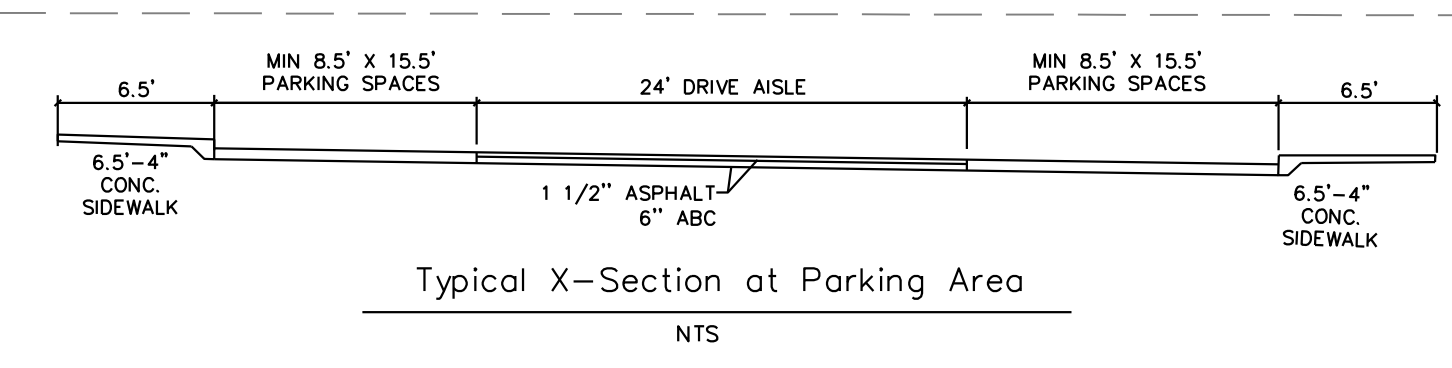 6.5'
MIN 8.5' X 15.5'
PARKING SPACES
24' DRIVE AISLE
MIN 8.5' X 15.5'
PARKING SPACES
6.5'
6.5'-4"
CONC.
SIDEWALK
1 1/2" ASPHALT
6" ABC
6.5'-4"
CONC.
SIDEWALK
Typical X-Section at Parking Area
NTS